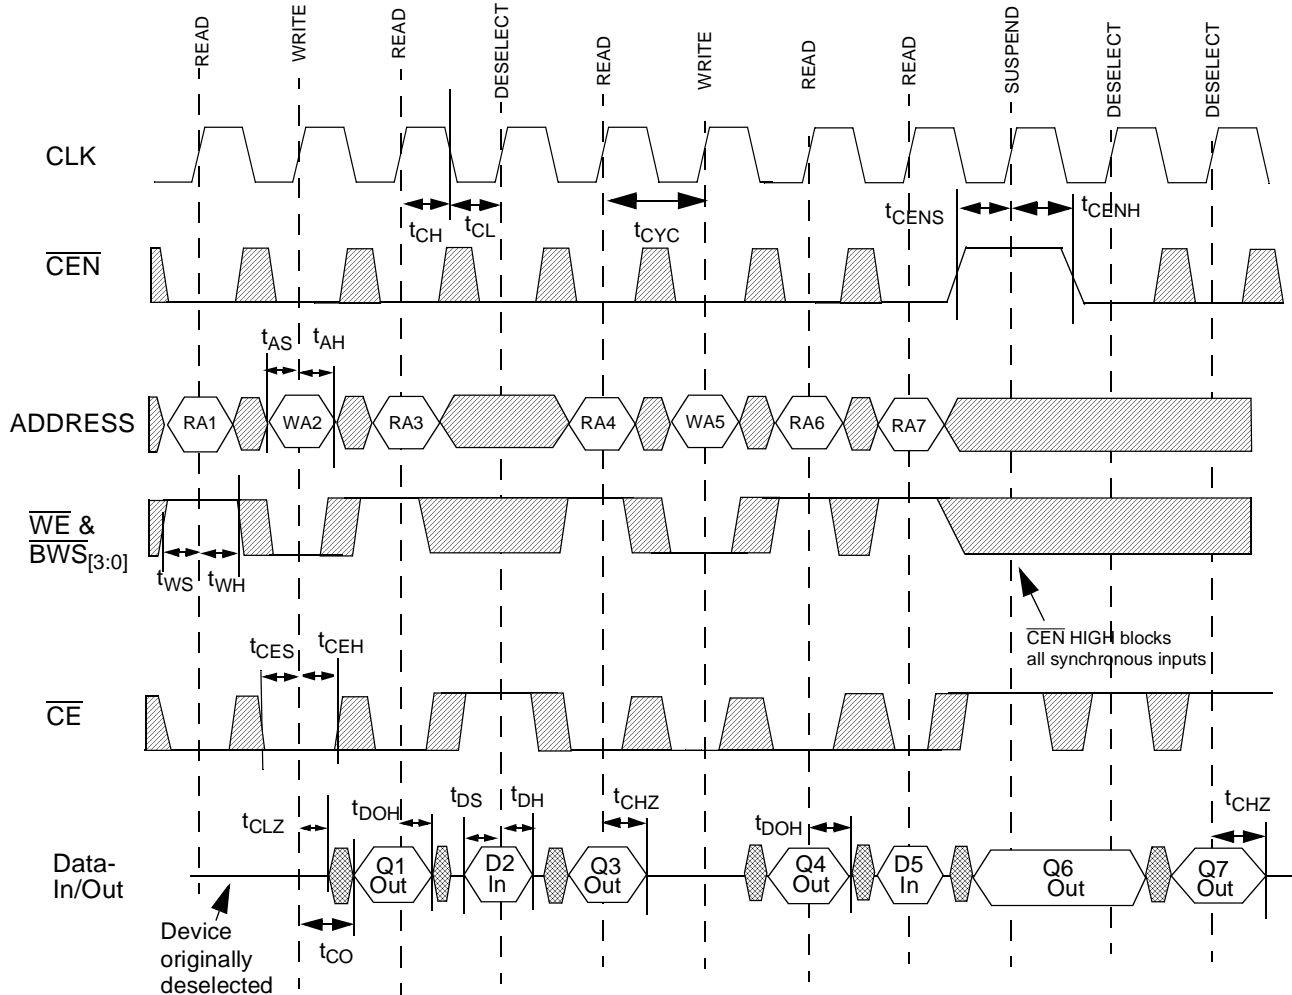 READ
WRITE
READ
DESELECT
READ
WRITE
READ
READ
SUSPEND
DESELECT
DESELECT
CLK
tCH
tCL
tCYC
tCENS
tCENH
CEN
tAS
tAH
ADDRESS
RA1
WA2
RA3
RA4
WA5
RA6
RA7
WE &
BWS[3:0]
tWS
tWH
CEN HIGH blocks
all synchronous inputs
tCES
tCEH
CE
tCLZ
tDOH
tDS
tDH
tCHZ
tDOH
tCHZ
Data-
In/Out
Q1
Out
D2
In
Q3
Out
Q4
Out
D5
In
Q6
Out
Q7
Out
tCO
Device
originally
deselected